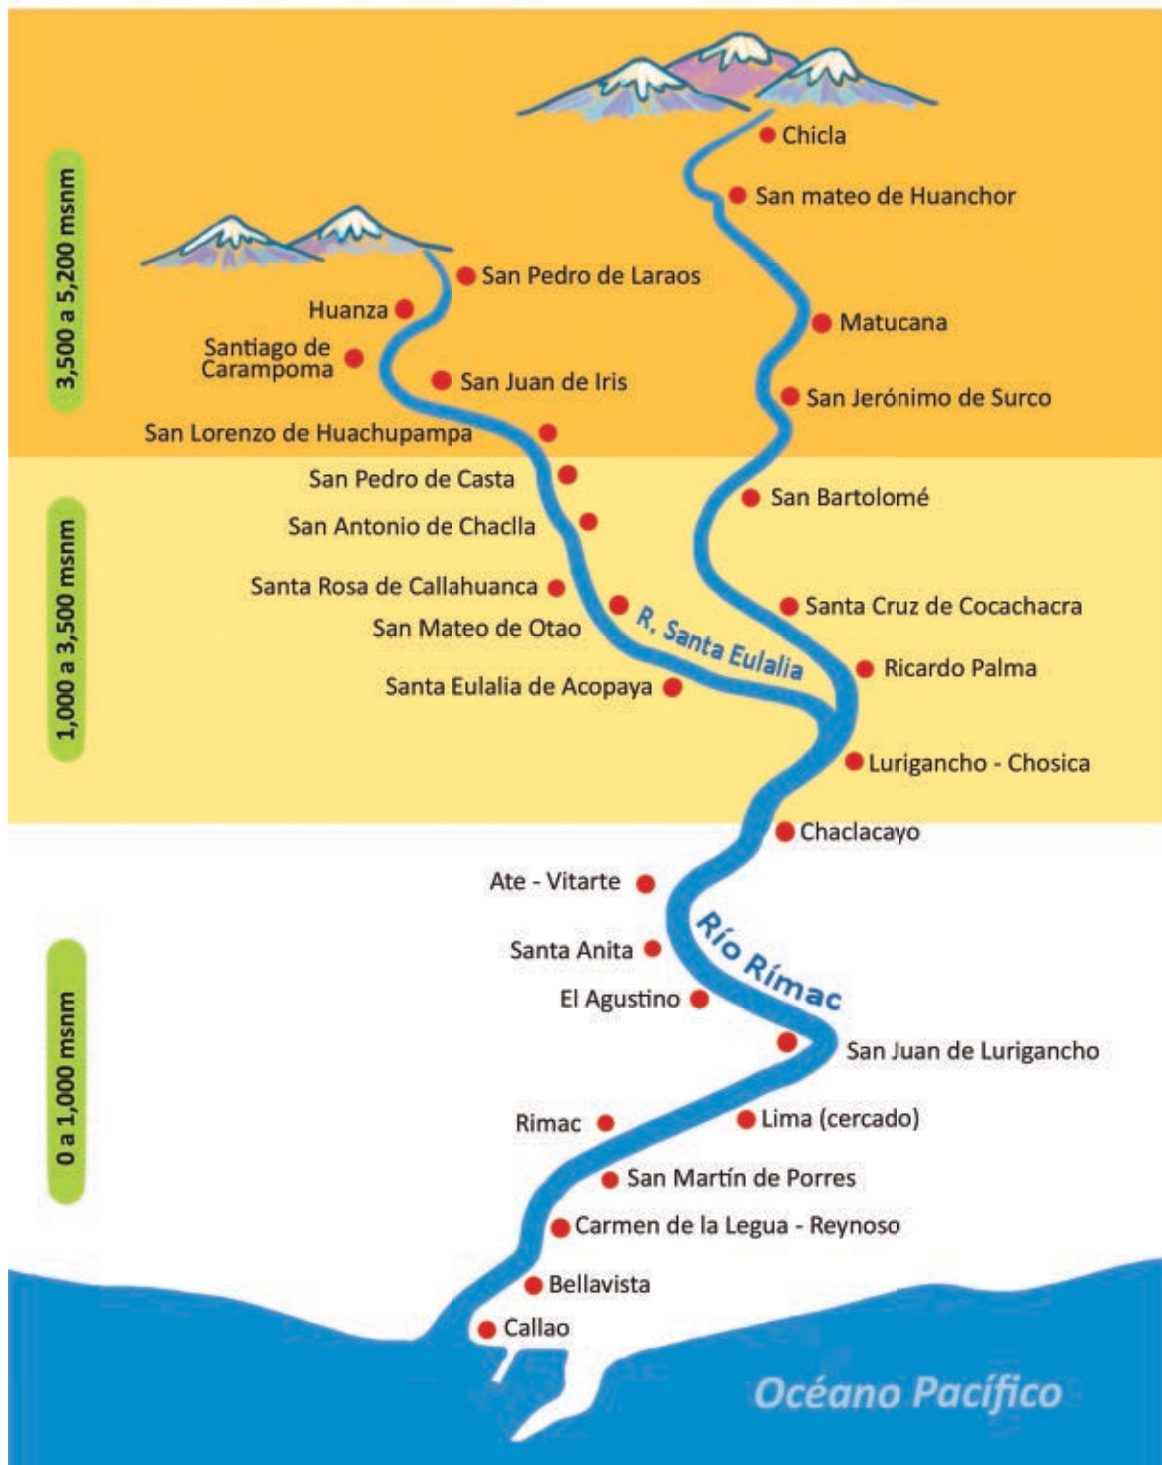 Chicla
San mateo de Huanchor
3,500 a 5,200 msnm
San Pedro de Laraos
Huanza
Matucana
Santiago de
Carampoma
San Juan de Iris
San Jerónimo de Surco
San Lorenzo de Huachupampa
San Pedro de Casta
San Bartolomé
San Antonio de Chaclla
1,000 a 3,500 msnm
Santa Rosa de Callahuanca
Santa Cruz de Cocachacra
San Mateo de Otao
R. Santa Eulalia
Ricardo Palma
Santa Eulalia de Acopaya
Lurigancho - Chosica
Chaclacayo
Ate - Vitarte
Río Rímac
Santa Anita
El Agustino
0 a 1,000 msnm
San Juan de Lurigancho
Rimac
Lima (cercado)
San Martín de Porres
Carmen de la Legua - Reynoso
Bellavista
Callao
Océano Pacífico